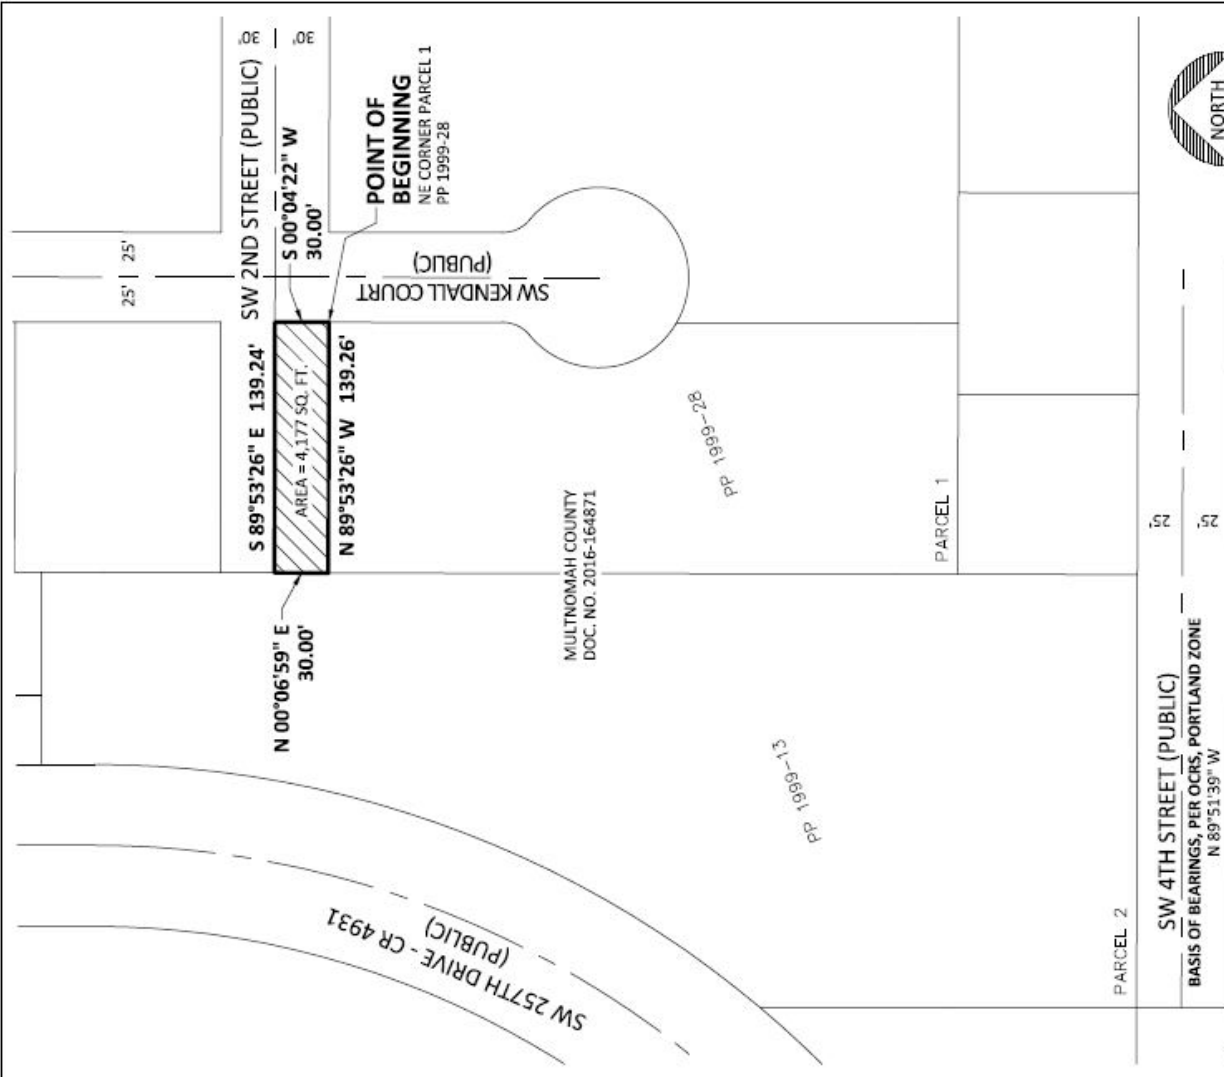 30' 30'
SW 2ND STREET (PUBLIC)
25' 25'
S 00°04'22" W
30.00'
POINT OF
BEGINNING
NE CORNER PARCEL 1
PP 1999-28
SW KENDALL COURT
(PUBLIC)
S 89°53'26" E 139.24'
AREA = 4,177 SQ. FT.
N 89°53'26" W 139.26'
N 00°06'59" E
30.00'
MULTNOMAH COUNTY
DOC. NO. 2016-164871
PP 1999-28
PARCEL 1
PP 1999-13
PARCEL 2
SW 257TH DRIVE - CR 4931
(PUBLIC)
25' 25'
SW 4TH STREET (PUBLIC)
BASIS OF BEARINGS, PER OCRS, PORTLAND ZONE
N 89°51'39" W
NORTH